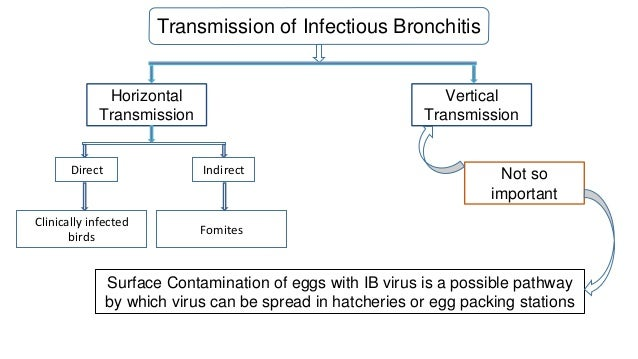 Transmission of Infectious Bronchitis
Horizontal
Transmission
Vertical
Transmission
Direct
Indirect
Not so
important
Clinically infected
birds
Fomites
Surface Contamination of eggs with IB virus is a possible pathway
by which virus can be spread in hatcheries or egg packing stations